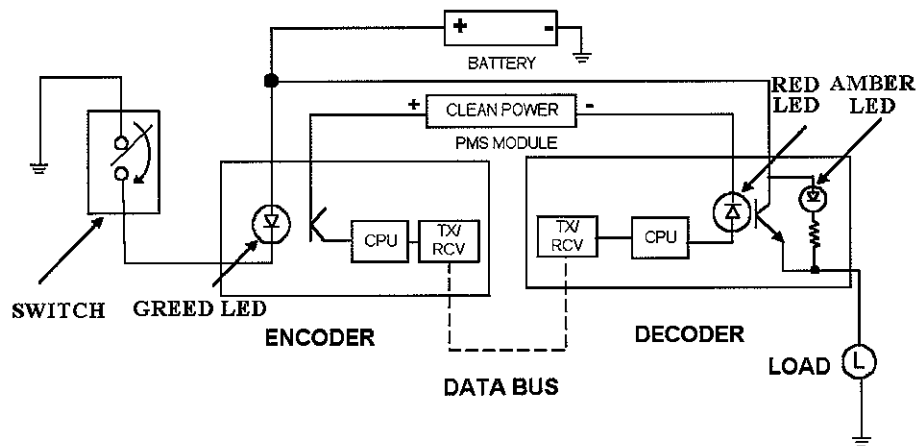 + -
BATTERY
RED AMBER
LED LED
+ CLEAN POWER -
PMS MODULE
CPU
TX/
RCV
TX/
RCV
CPU
SWITCH
GREED LED
ENCODER
DECODER
LOAD
L
DATA BUS